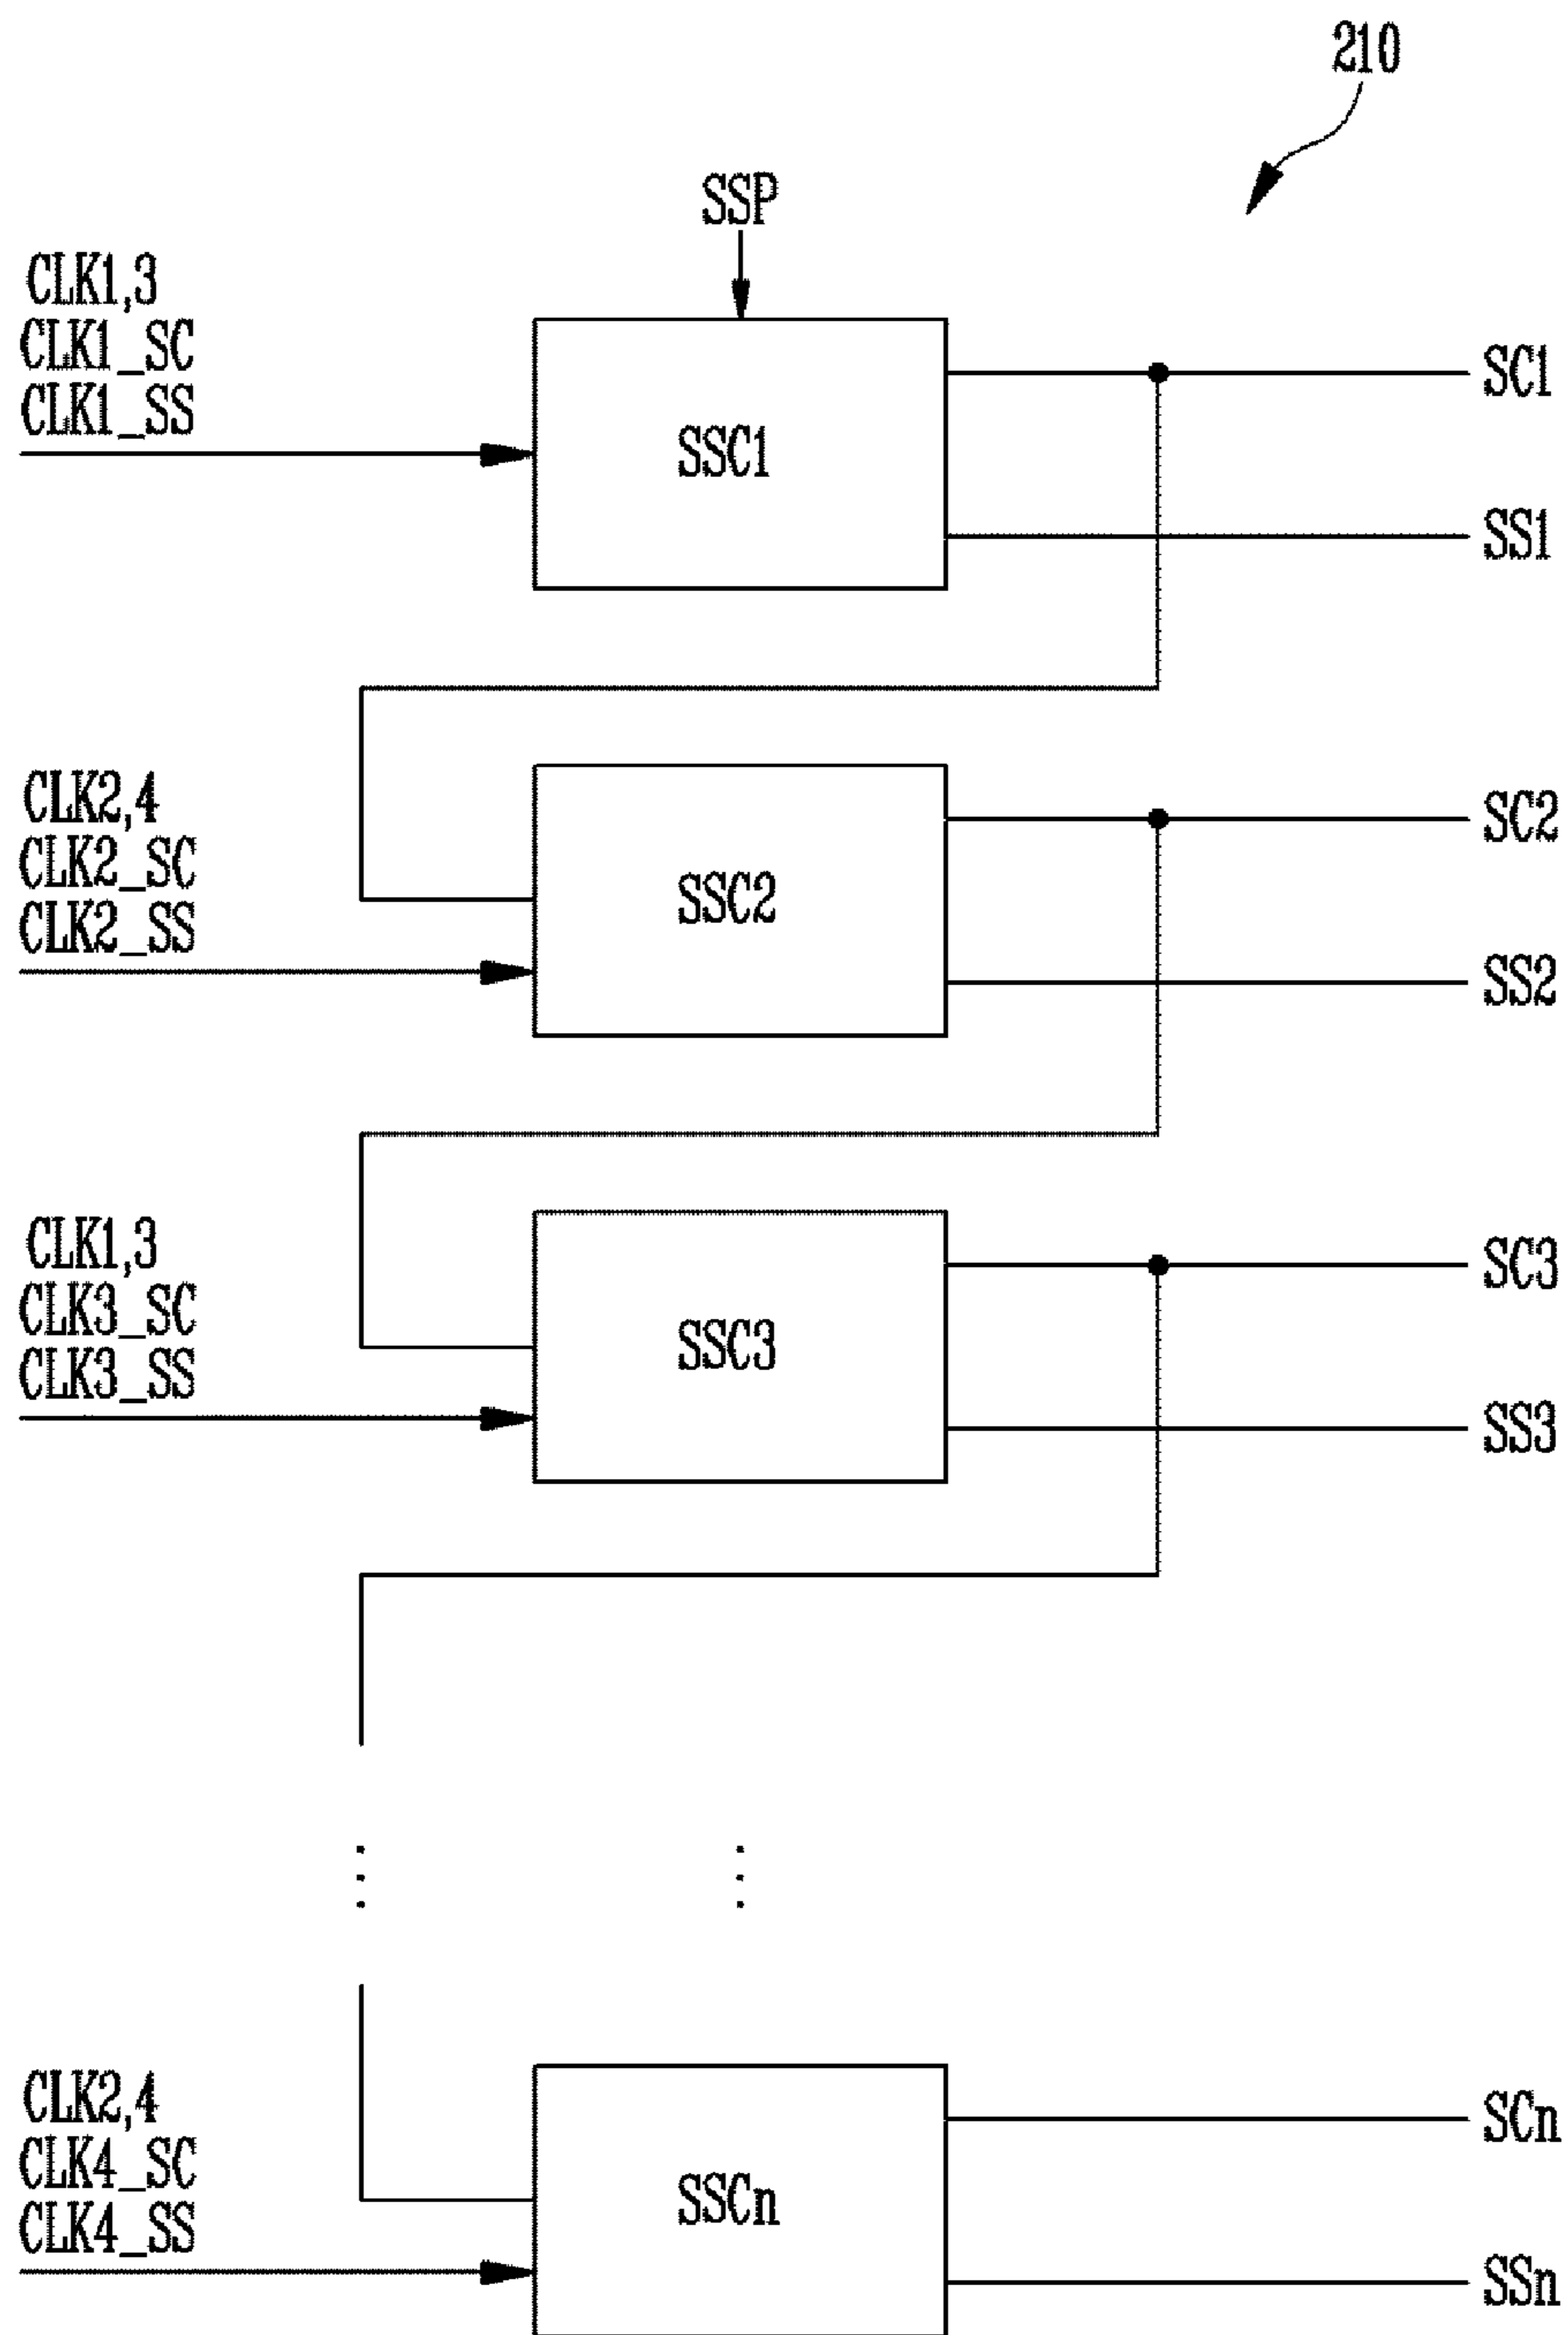 210
SSP
CLK1,3
CLK1_SC
CLK1_SS
SSC1
SC1
SS1
CLK2,4
CLK2_SC
CLK2_SS
SSC2
SC2
SS2
CLK1,3
CLK3_SC
CLK3_SS
SSC3
SC3
SS3
CLK2,4
CLK4_SC
CLK4_SS
SSCn
SCn
SSn